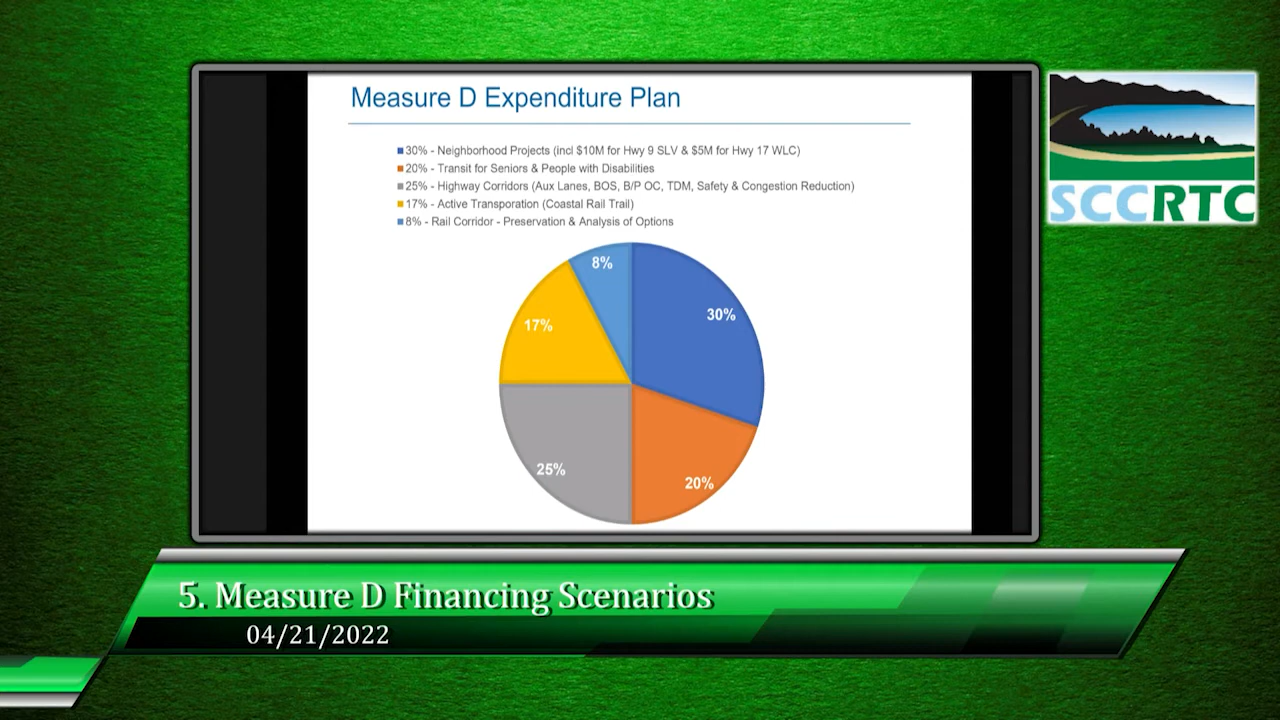 Measure D Expenditure Plan
30% - Neighborhood Projects (incl $10M for Hwy 9 SLV & $5M for Hwy 17 WLC)
20% - Transit for Seniors & People with Disabilities
25% - Highway Corridors (Aux Lanes, BOS, B/P OC, TDM, Safety & Congestion Reduction)
17% - Active Transporation (Coastal Rail Trail)
8% - Rail Corridor - Preservation & Analysis of Options
8%
30%
17%
25%
20%
SCCRTC
5. Measure D Financing Scenarios
04/21/2022